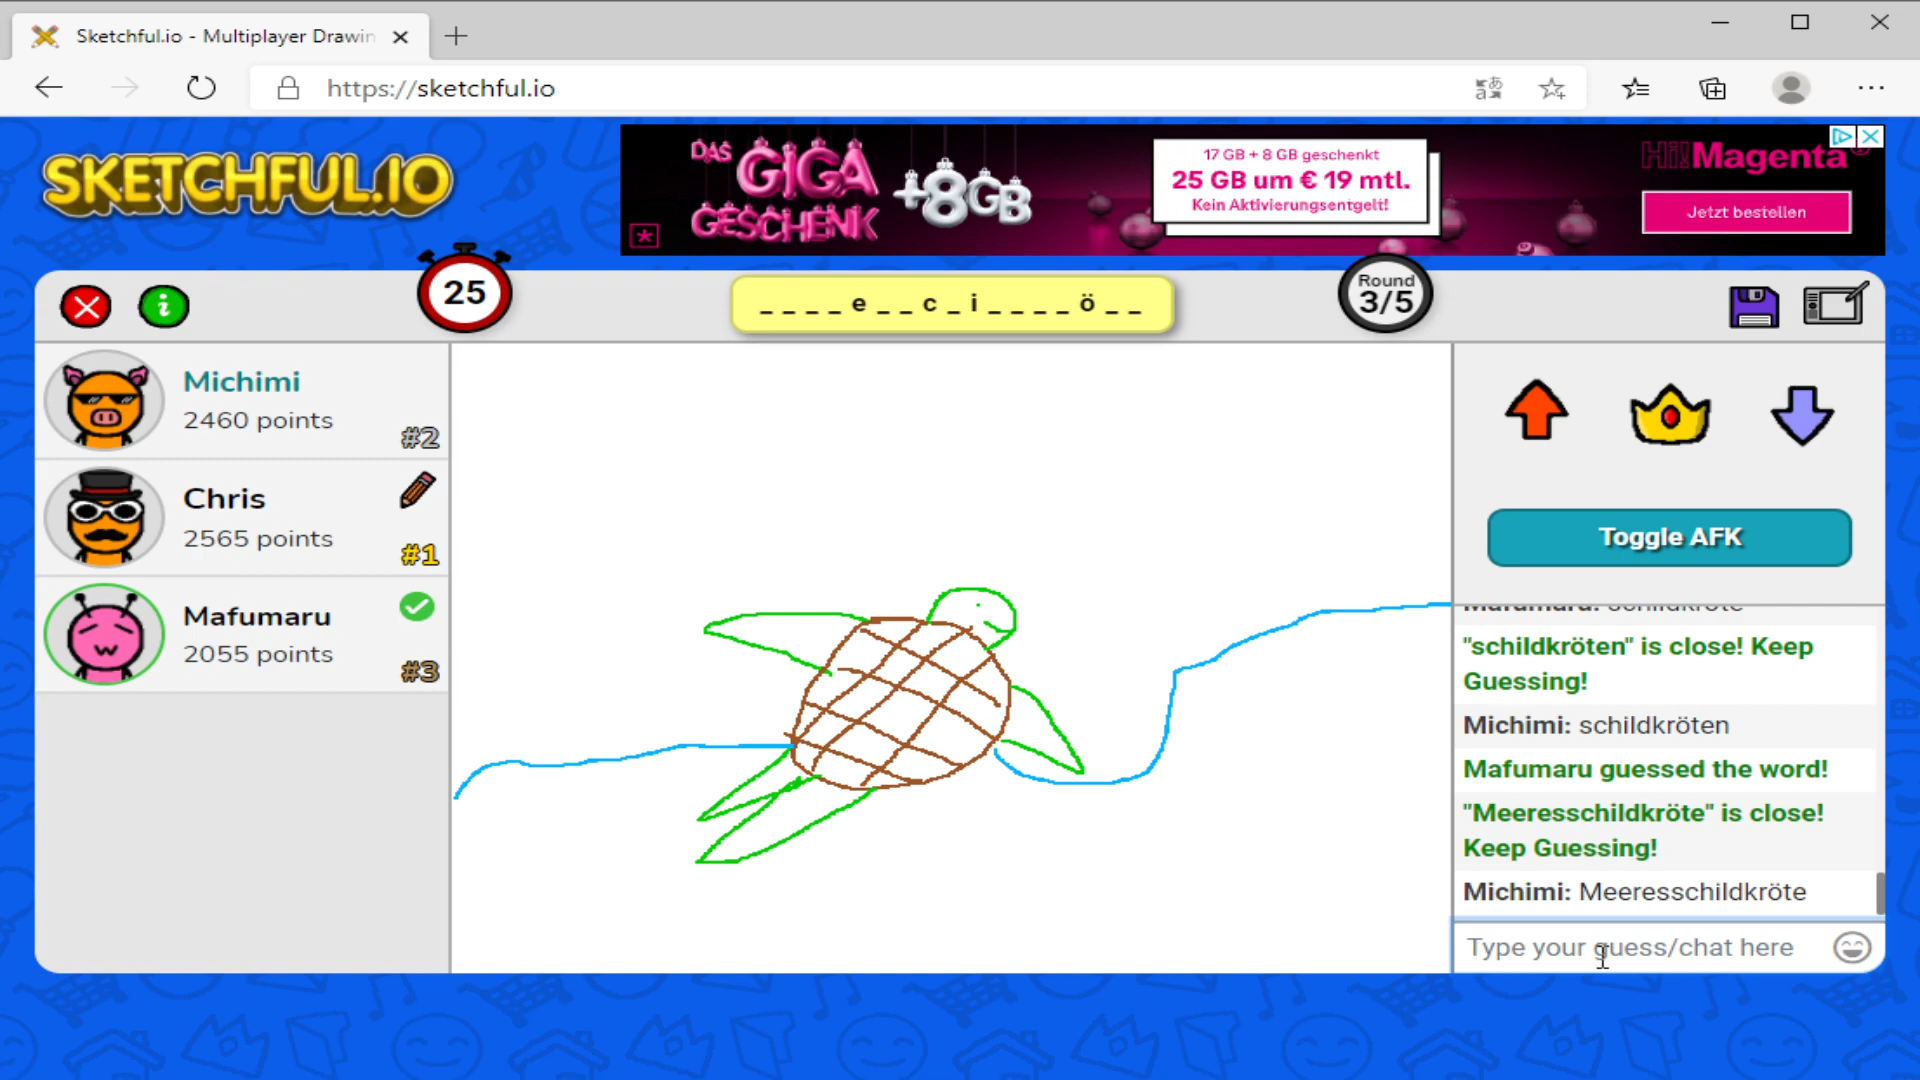 Sketchful.io - Multiplayer Drawin
https://sketchful.io
SKETCHFUL.IO
DAS
GIGA
GESCHENK
+8GB
17 GB + 8 GB geschenkt
25 GB um € 19 mtl.
Kein Aktivierungsentgelt!
Hi!Magenta
Jetzt bestellen
25
_ _ _ _ e _ _ c _ i _ _ _ _ ö _ _
Round
3/5
Michimi
2460 points
#2
Chris
2565 points
#1
Mafumaru
2055 points
#3
Toggle AFK
Mafumaru: schildkröte
"schildkröten" is close! Keep
Guessing!
Michimi: schildkröten
Mafumaru guessed the word!
"Meeresschildkröte" is close!
Keep Guessing!
Michimi: Meeresschildkröte
Type your guess/chat here